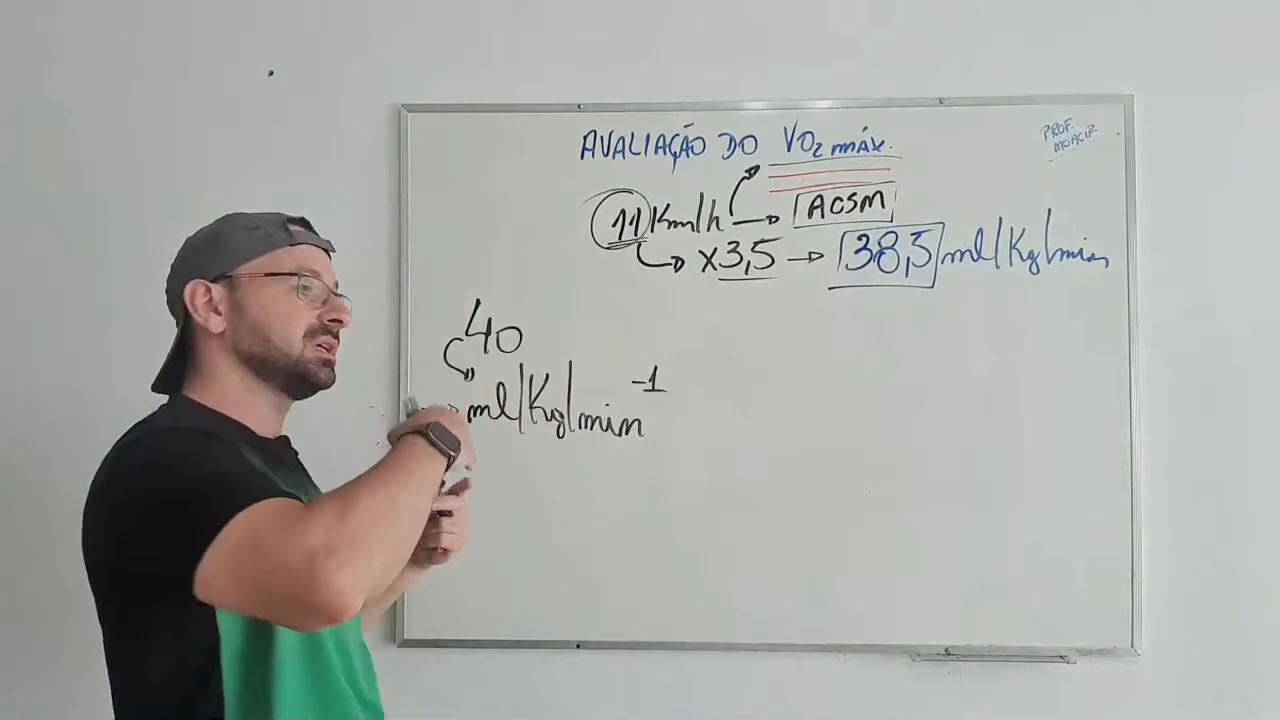 AVALIAÇÃO DO VO2 máx.
PROF. MOACIR
11 Km/h → ACSM
x3,5 → 38,5 ml/Kg/min
40
ml/Kg/min-1